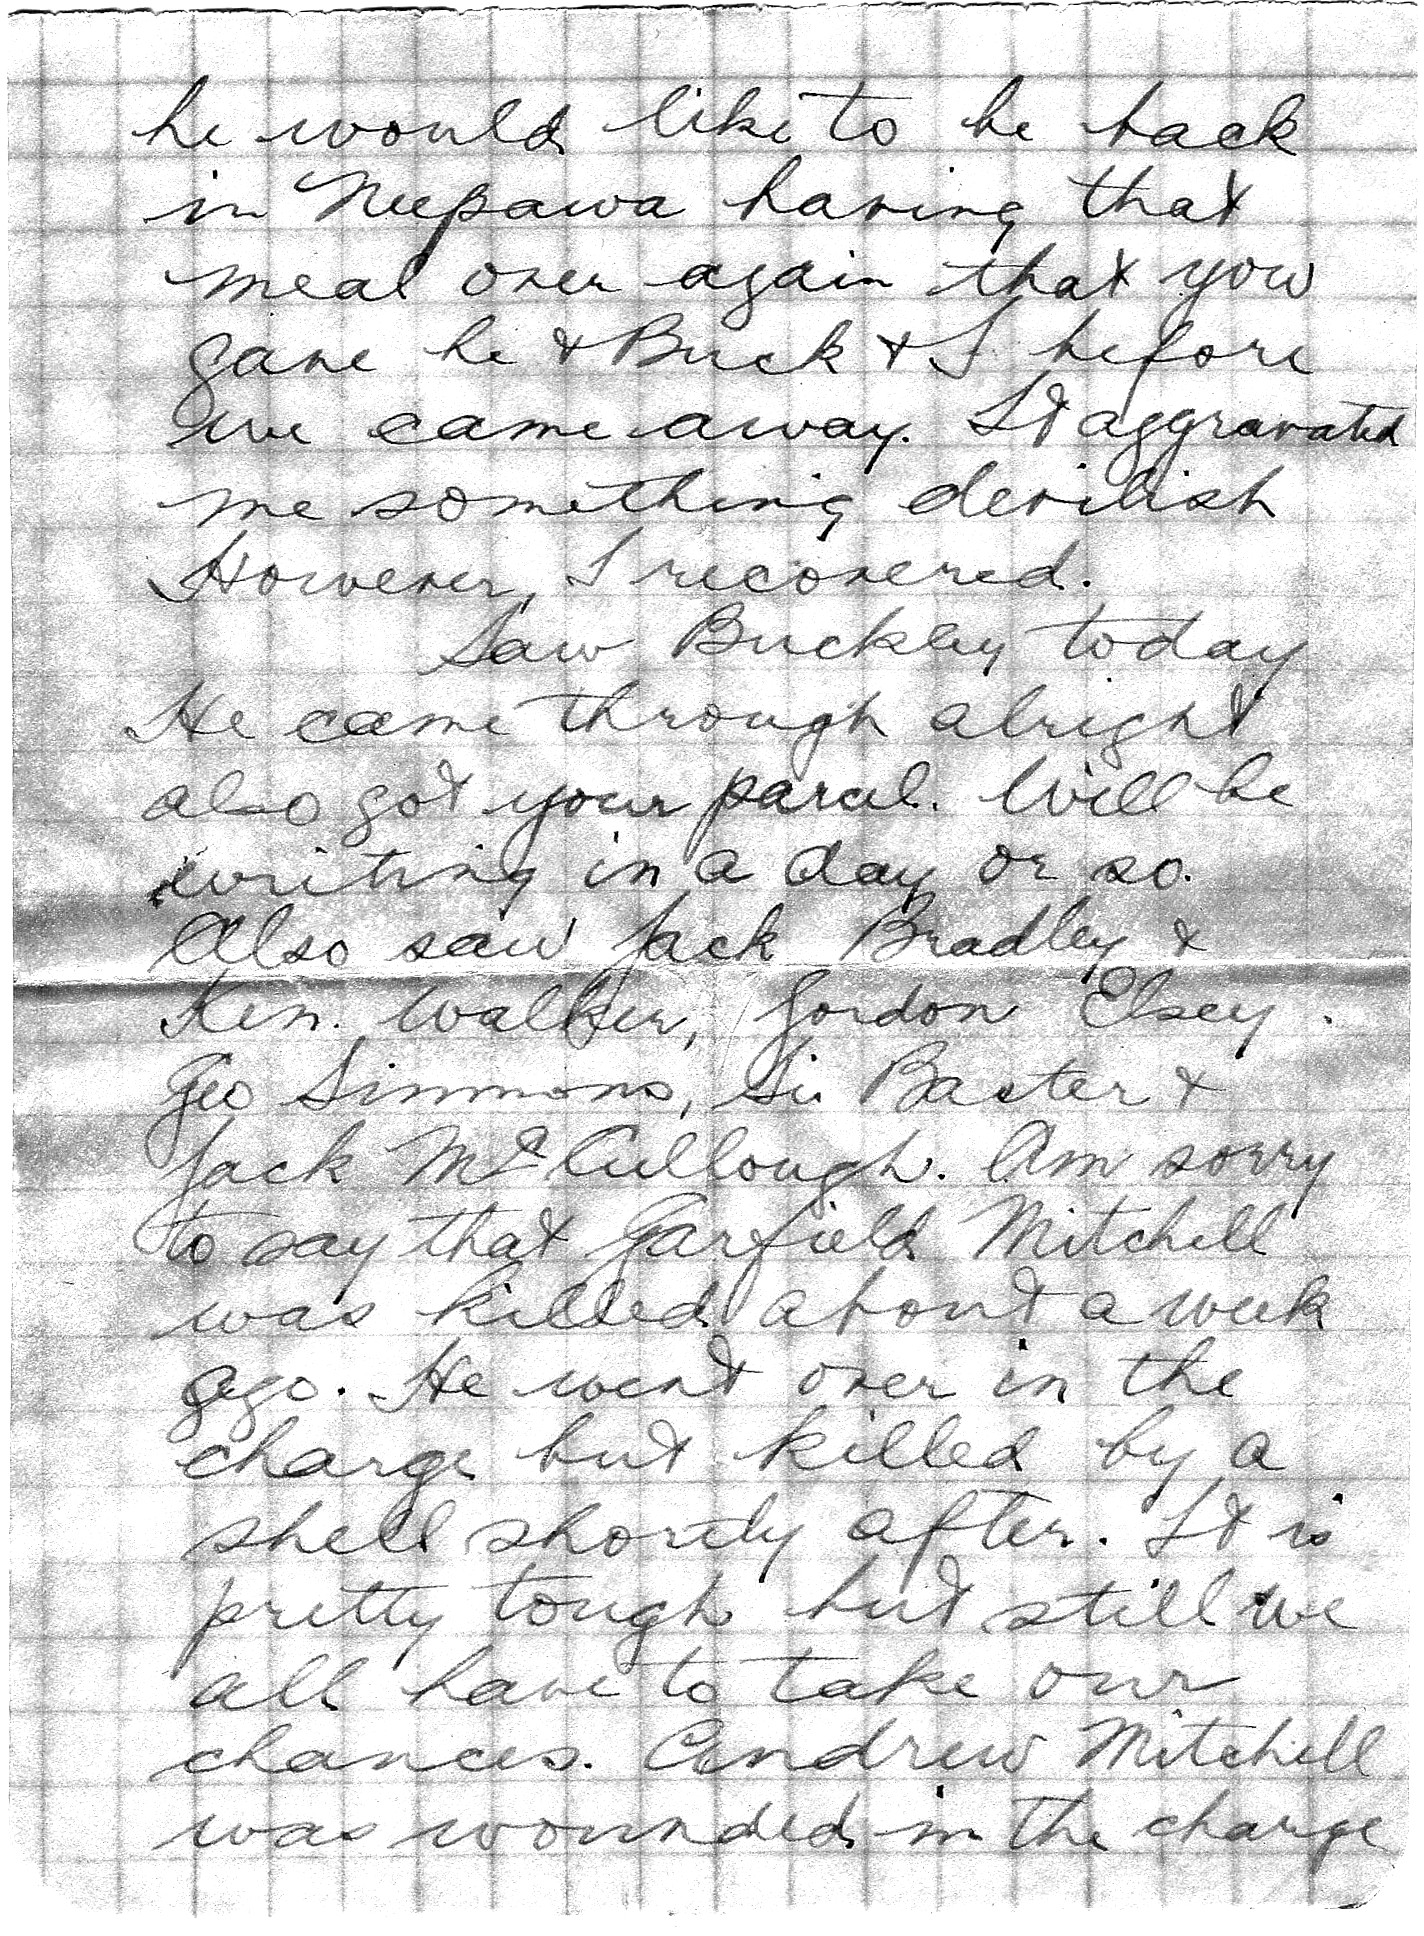 he would like to be back
in Neepawa having that
meal over again that you
gave he & Buck & I before
we came away. It aggravated
me something devilish
However, I recovered.
Saw Buckley today
He came through alright
also got your parcel. Will be
writing in a day or so.
Also saw Jack Bradley &
Ken. Walker, Gordon Elsey.
Geo Simmons, Si. Baxter &
Jack McCullough. Am sorry
to say that Garfield Mitchell
was killed about a week
ago. He went over in the
charge but killed by a
shell shortly after. It is
pretty tough but still we
all have to take our
chances. Andrew Mitchell
was wounded in the charge